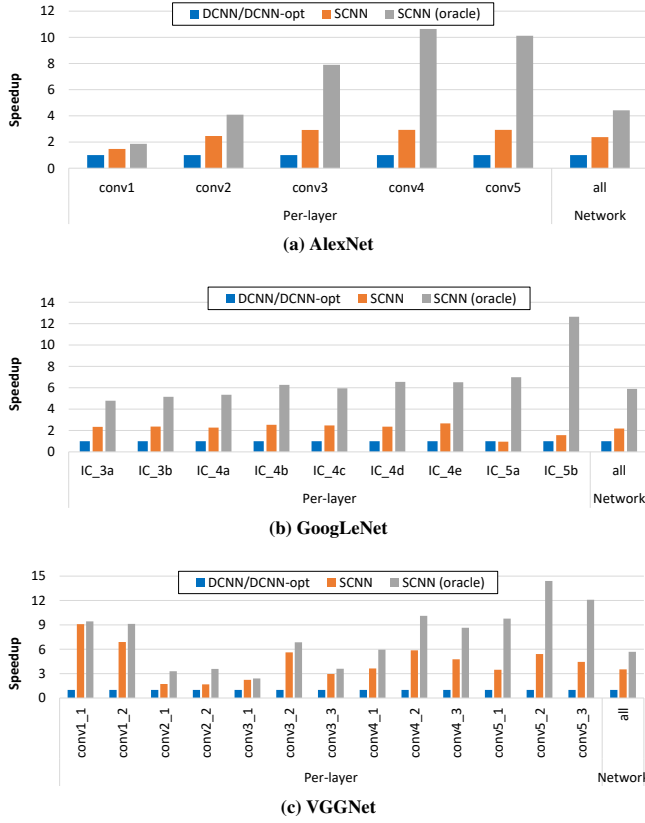 DCNN/DCNN-opt SCNN SCNN (oracle)
12
10
8
6
4
2
0
Speedup
conv1 conv2 conv3 conv4 conv5 all
Per-layer Network
(a) AlexNet
DCNN/DCNN-opt SCNN SCNN (oracle)
14
12
10
8
6
4
2
0
Speedup
IC_3a IC_3b IC_4a IC_4b IC_4c IC_4d IC_4e IC_5a IC_5b all
Per-layer Network
(b) GoogLeNet
DCNN/DCNN-opt SCNN SCNN (oracle)
15
12
9
6
3
0
Speedup
conv1_1 conv1_2 conv2_1 conv2_2 conv3_1 conv3_2 conv3_3 conv4_1 conv4_2 conv4_3 conv5_1 conv5_2 conv5_3 all
Per-layer Network
(c) VGGNet